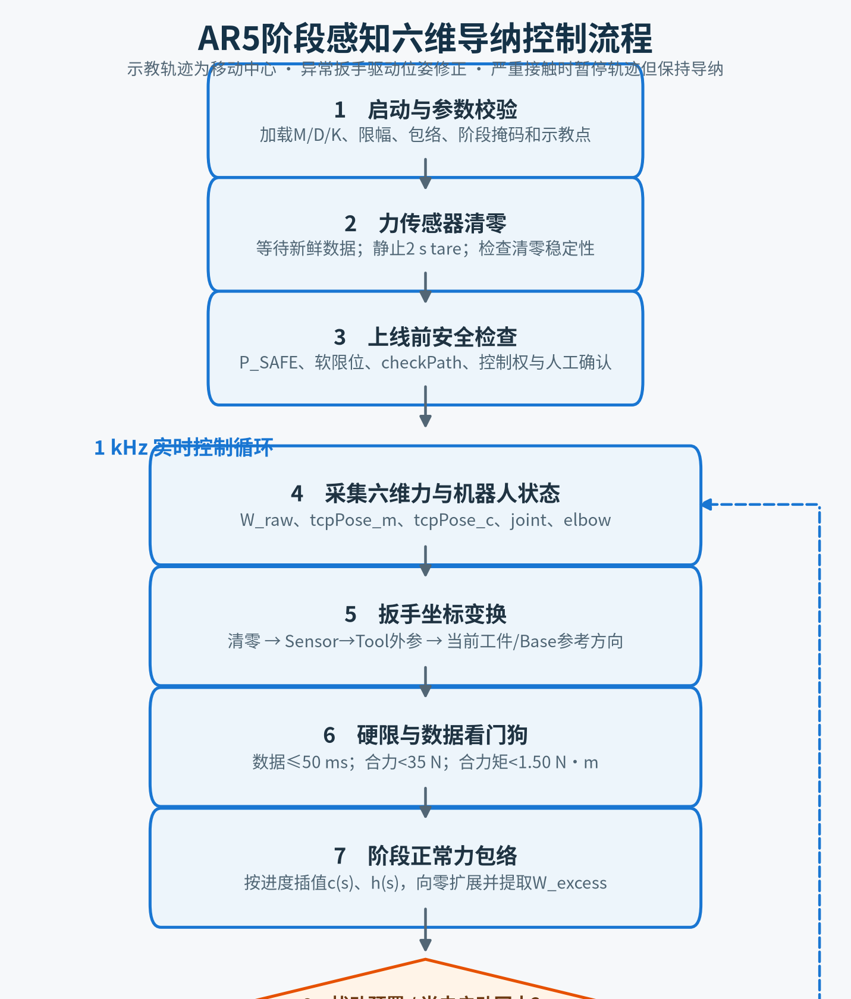 AR5阶段感知六维导纳控制流程
示教轨迹为移动中心 · 异常扳手驱动位姿修正 · 严重接触时暂停轨迹但保持导纳
1 启动与参数校验
加载M/D/K、限幅、包络、阶段掩码和示教点
2 力传感器清零
等待新鲜数据；静止2 s tare；检查清零稳定性
3 上线前安全检查
P_SAFE、软限位、checkPath、控制权与人工确认
1 kHz 实时控制循环
4 采集六维力与机器人状态
W_raw、tcpPose_m、tcpPose_c、joint、elbow
5 扳手坐标变换
清零 → Sensor→Tool外参 → 当前工件/Base参考方向
6 硬限与数据看门狗
数据≤50 ms；合力<35 N；合力矩<1.50 N·m
7 阶段正常力包络
按进度插值c(s)、h(s)，向零扩展并提取W_excess